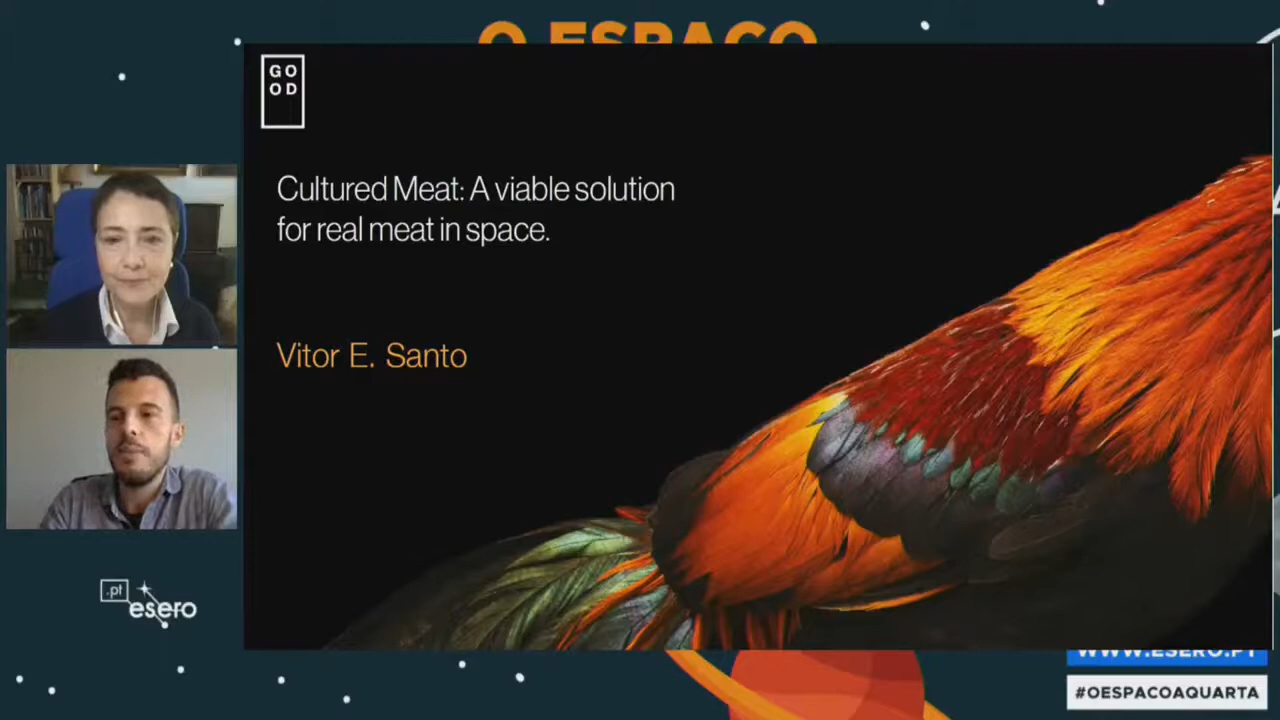 O ESPAÇO
GO
OD
Cultured Meat: A viable solution
for real meat in space.
Vitor E. Santo
.pt
esero
WWW.ESERO.PT
#OESPACOAQUARTA